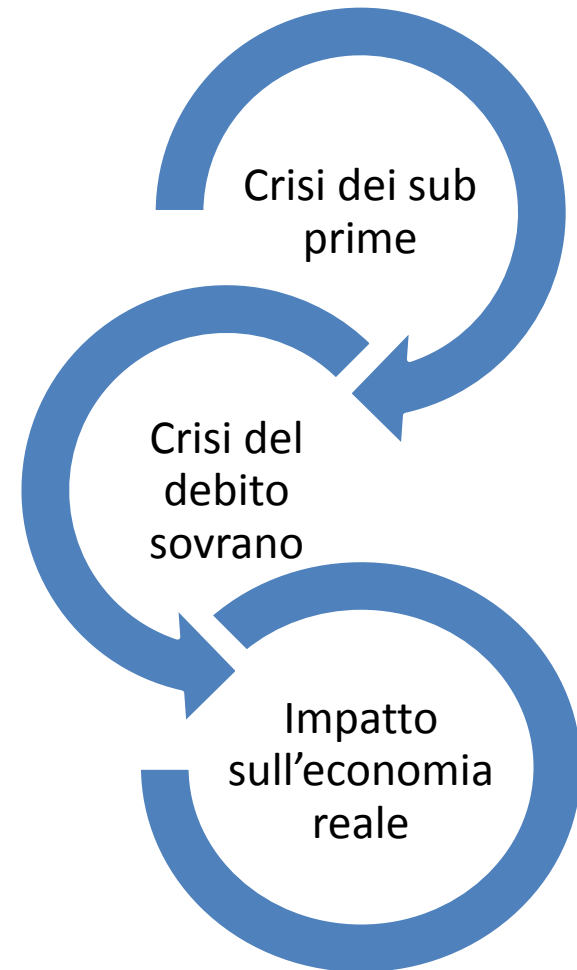 Crisi dei sub
prime
Crisi del
debito
sovrano
Impatto
sull’economia
reale